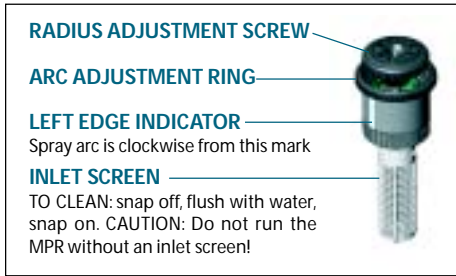 RADIUS ADJUSTMENT SCREW
ARC ADJUSTMENT RING
LEFT EDGE INDICATOR
Spray arc is clockwise from this mark
INLET SCREEN
TO CLEAN: snap off, flush with water,
snap on. CAUTION: Do not run the
MPR without an inlet screen!